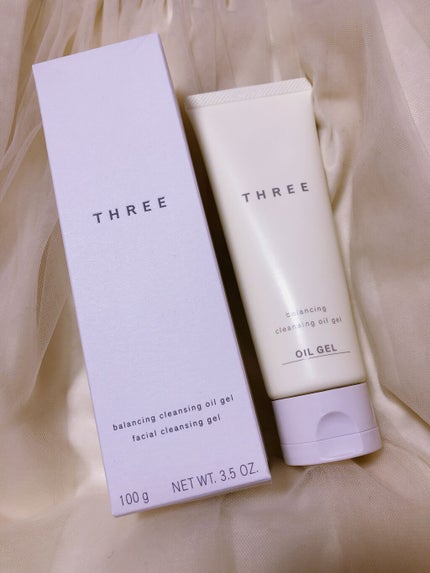 THREE
balancing cleansing oil gel
facial cleansing gel
100 g NET WT. 3.5 OZ.
THREE
balancing
cleansing oil gel
OIL GEL